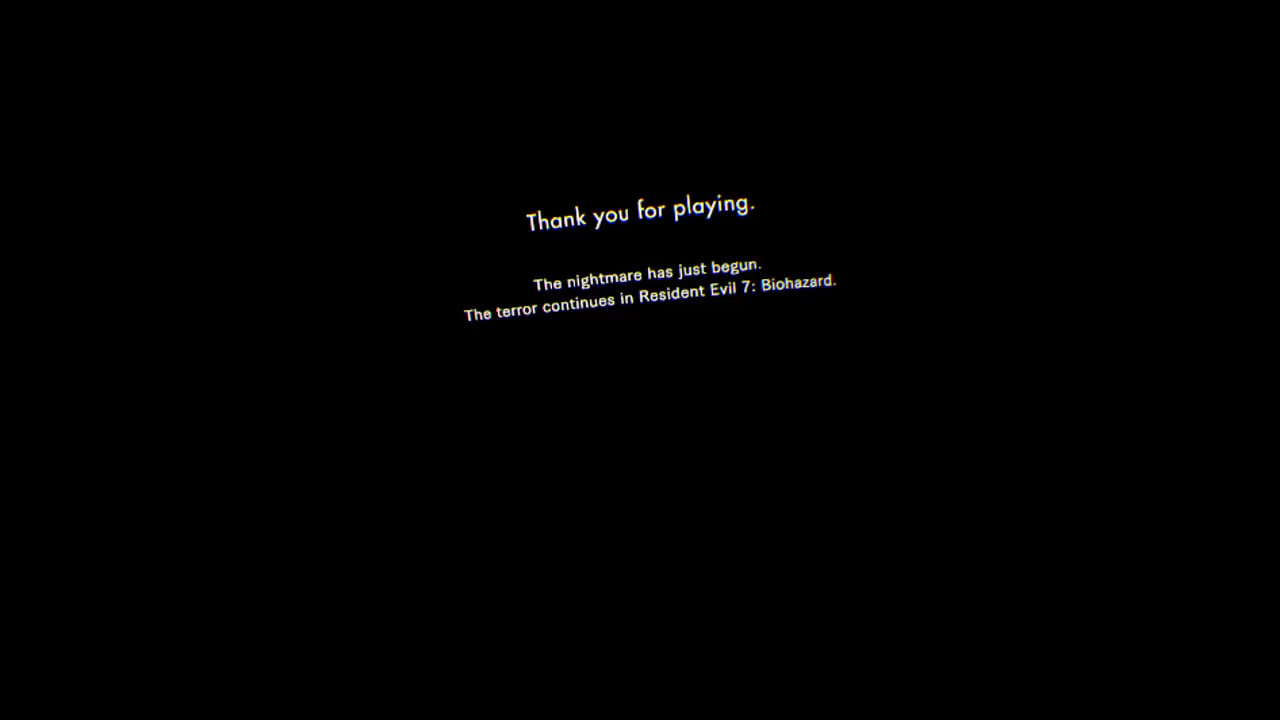 Thank you for playing.
The nightmare has just begun.
The terror continues in Resident Evil 7: Biohazard.